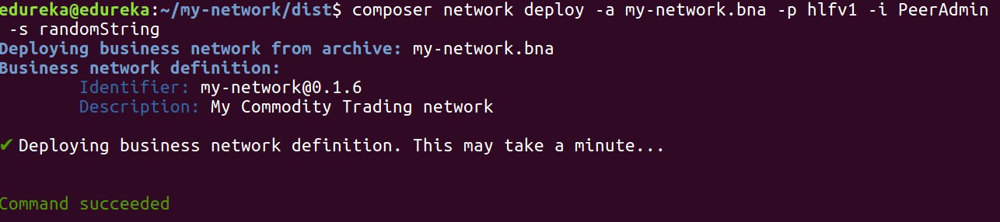 edureka@edureka:~/my-network/dist$ composer network deploy -a my-network.bna -p hlfv1 -i PeerAdmin
-s randomString
Deploying business network from archive: my-network.bna
Business network definition:
Identifier: my-network@0.1.6
Description: My Commodity Trading network
✔ Deploying business network definition. This may take a minute...
Command succeeded